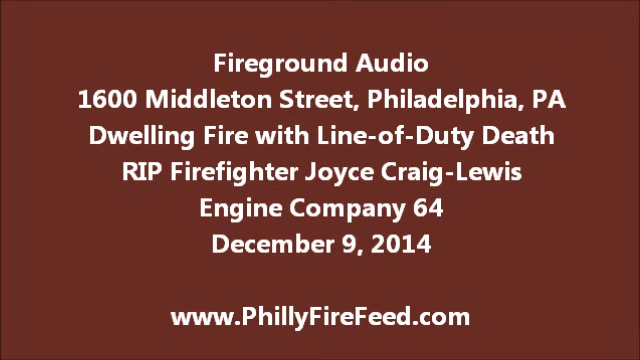 Fireground Audio
1600 Middleton Street, Philadelphia, PA
Dwelling Fire with Line-of-Duty Death
RIP Firefighter Joyce Craig-Lewis
Engine Company 64
December 9, 2014
www.PhillyFireFeed.com